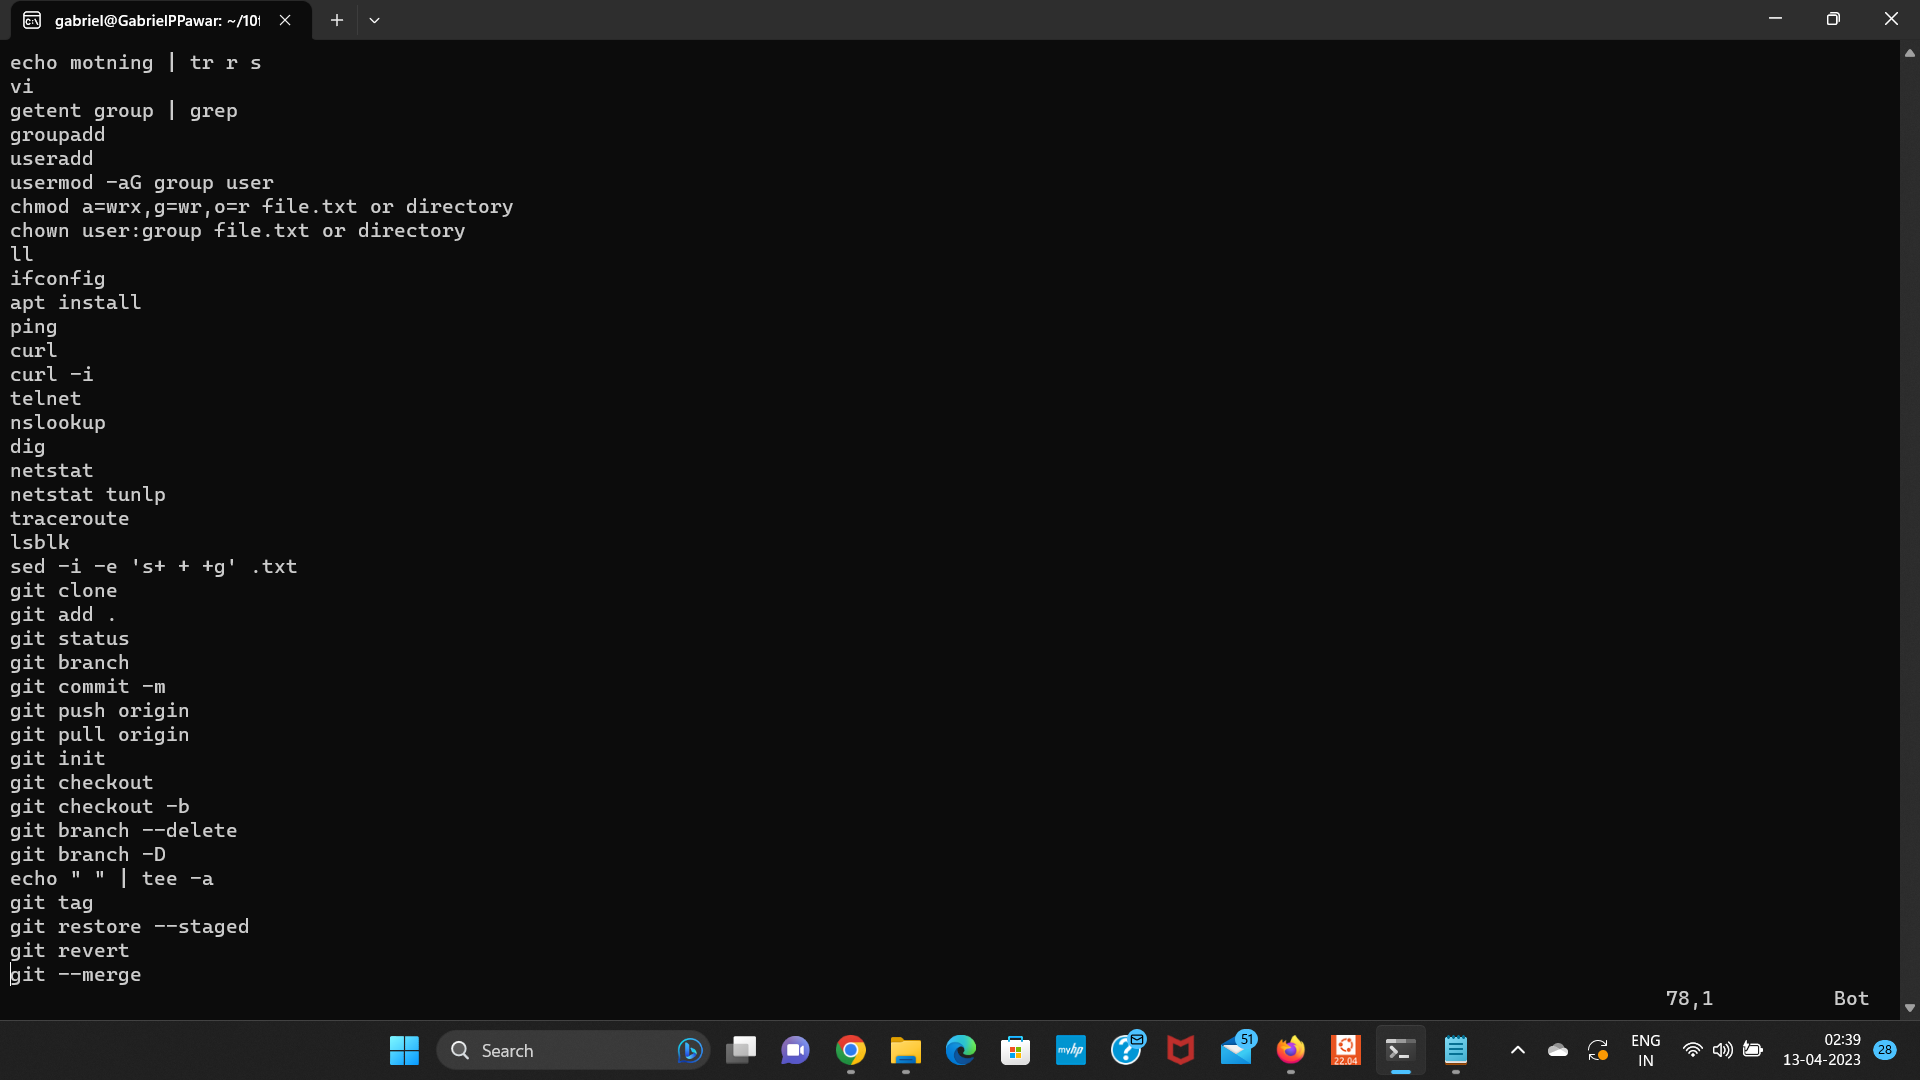 gabriel@GabrielPPawar: ~/10
echo motning | tr r s
vi
getent group | grep
groupadd
useradd
usermod -aG group user
chmod a=wrx,g=wr,o=r file.txt or directory
chown user:group file.txt or directory
ll
ifconfig
apt install
ping
curl
curl -i
telnet
nslookup
dig
netstat
netstat tunlp
traceroute
lsblk
sed -i -e 's+ + +g' .txt
git clone
git add .
git status
git branch
git commit -m
git push origin
git pull origin
git init
git checkout
git checkout -b
git branch --delete
git branch -D
echo " " | tee -a
git tag
git restore --staged
git revert
git --merge
78,1 Bot
Search
myhp
51
22.04
ENG
IN
02:39
13-04-2023
28